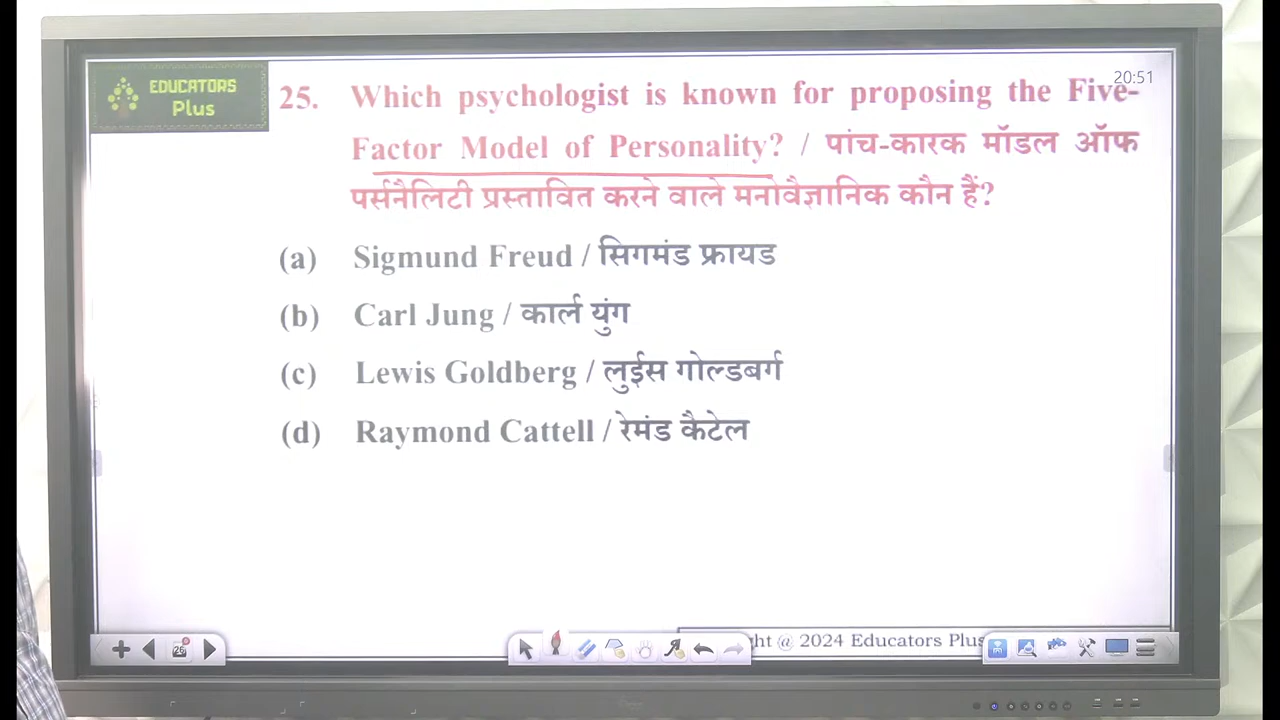 EDUCATORS
Plus
20:51
25. Which psychologist is known for proposing the Five-
Factor Model of Personality? / पांच-कारक मॉडल ऑफ
पर्सनैलिटी प्रस्तावित करने वाले मनोवैज्ञानिक कौन हैं?
(a) Sigmund Freud / सिगमंड फ्रायड
(b) Carl Jung / कार्ल युंग
(c) Lewis Goldberg / लुईस गोल्डबर्ग
(d) Raymond Cattell / रेमंड कैटेल
26
ght @ 2024 Educators Plus